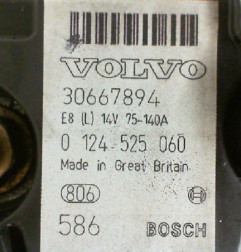 VOLVO
30667894
E8 (L) 14V 75-140A
0 124 525 060
Made in Great Britain
806
586 BOSCH